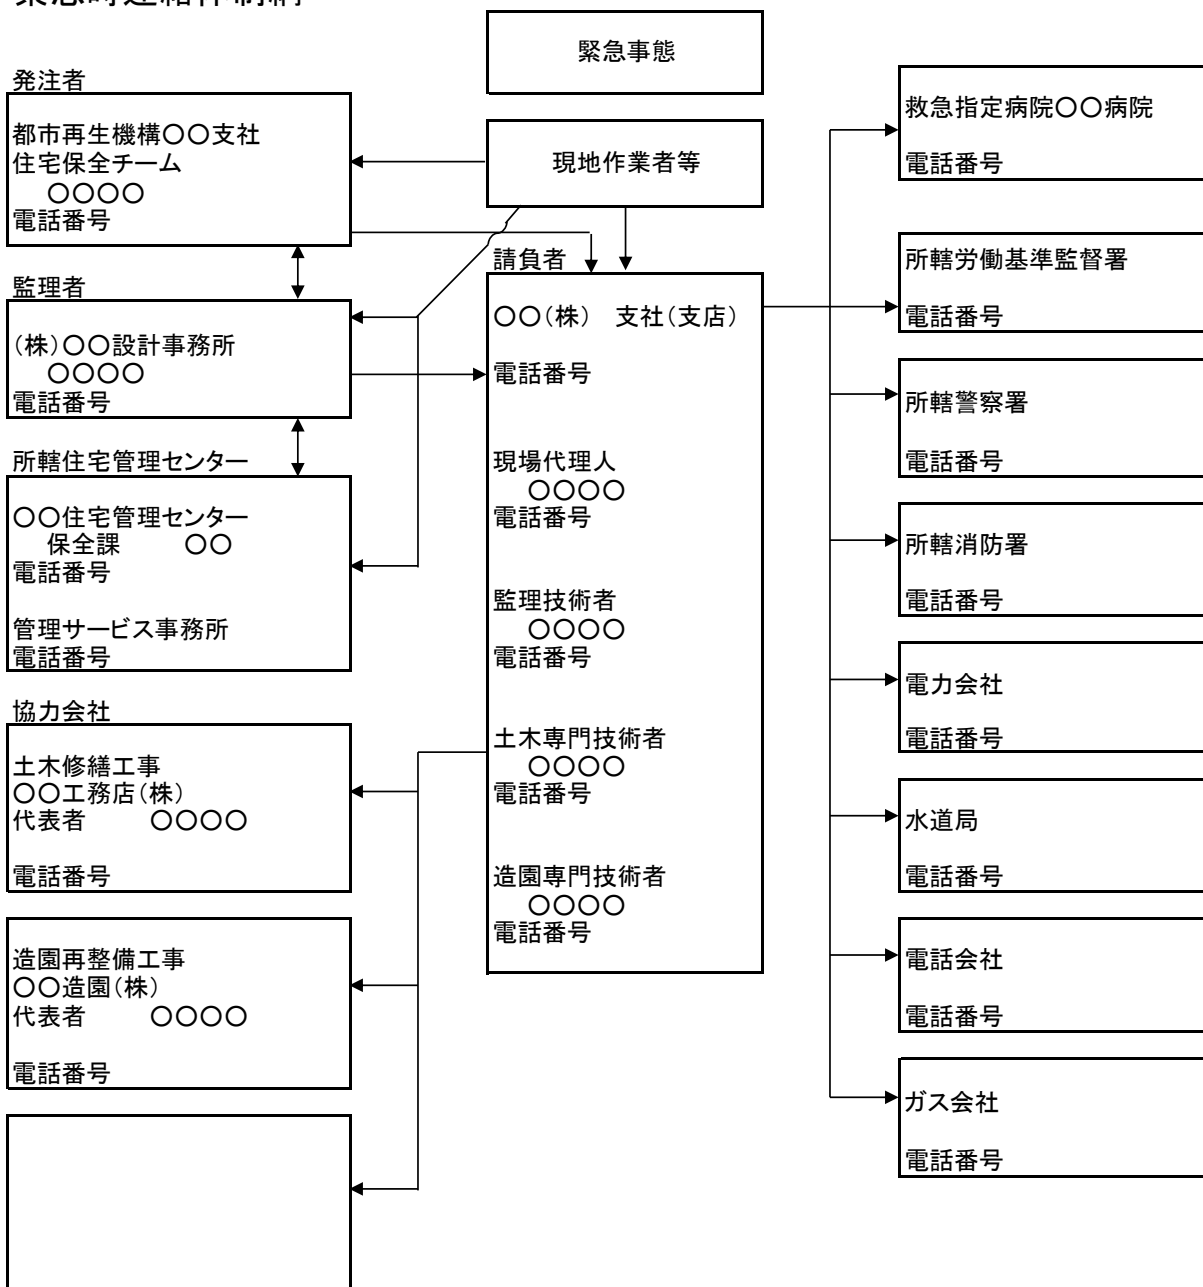 緊急時連絡体制網
緊急事態
現地作業者等
発注者
都市再生機構〇〇支社
住宅保全チーム
〇〇〇〇
電話番号
監理者
(株)〇〇設計事務所
〇〇〇〇
電話番号
所轄住宅管理センター
〇〇住宅管理センター
保全課 〇〇
電話番号
管理サービス事務所
電話番号
協力会社
土木修繕工事
〇〇工務店(株)
代表者 〇〇〇〇
電話番号
造園再整備工事
〇〇造園(株)
代表者 〇〇〇〇
電話番号
請負者
〇〇(株) 支社(支店)
電話番号
現場代理人
〇〇〇〇
電話番号
監理技術者
〇〇〇〇
電話番号
土木専門技術者
〇〇〇〇
電話番号
造園専門技術者
〇〇〇〇
電話番号
救急指定病院〇〇病院
電話番号
所轄労働基準監督署
電話番号
所轄警察署
電話番号
所轄消防署
電話番号
電力会社
電話番号
水道局
電話番号
電話会社
電話番号
ガス会社
電話番号